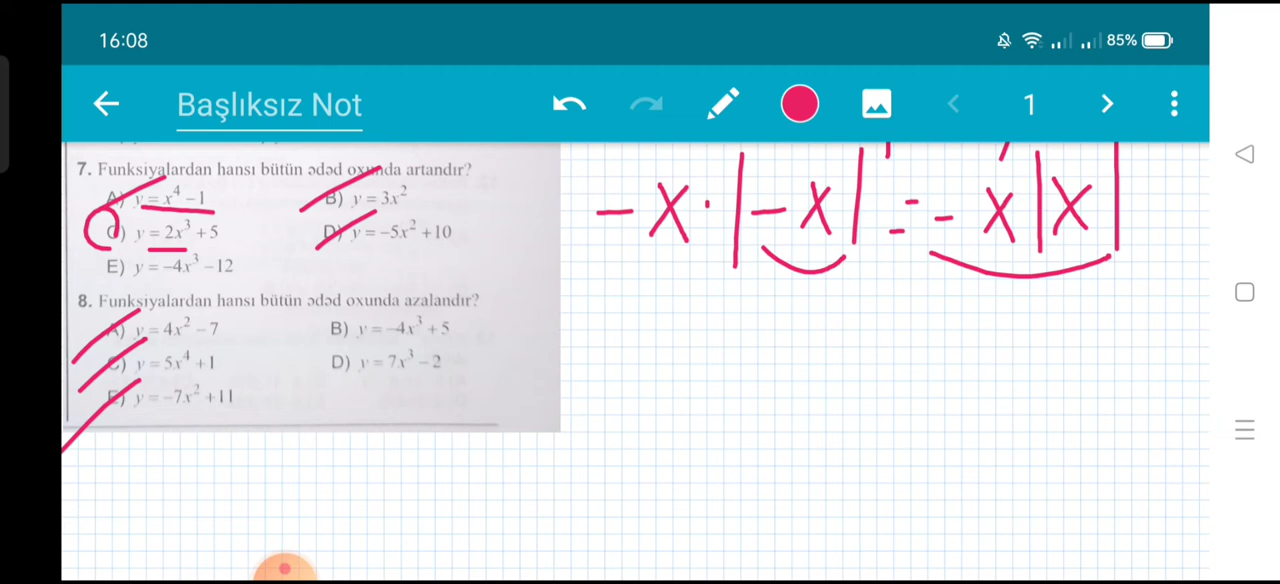 16:08
85%
Başlıksız Not
1
7. Funksiyalardan hansı bütün ədəd oxunda artandır?
A) y = x⁴ – 1
B) y = 3x²
C) y = 2x³ + 5
D) y = –5x² + 10
E) y = –4x³ – 12
8. Funksiyalardan hansı bütün ədəd oxunda azalandır?
A) y = 4x² – 7
B) y = –4x³ + 5
C) y = 5x⁴ + 1
D) y = 7x³ – 2
E) y = –7x² + 11
– x · |– x| = – x|x|